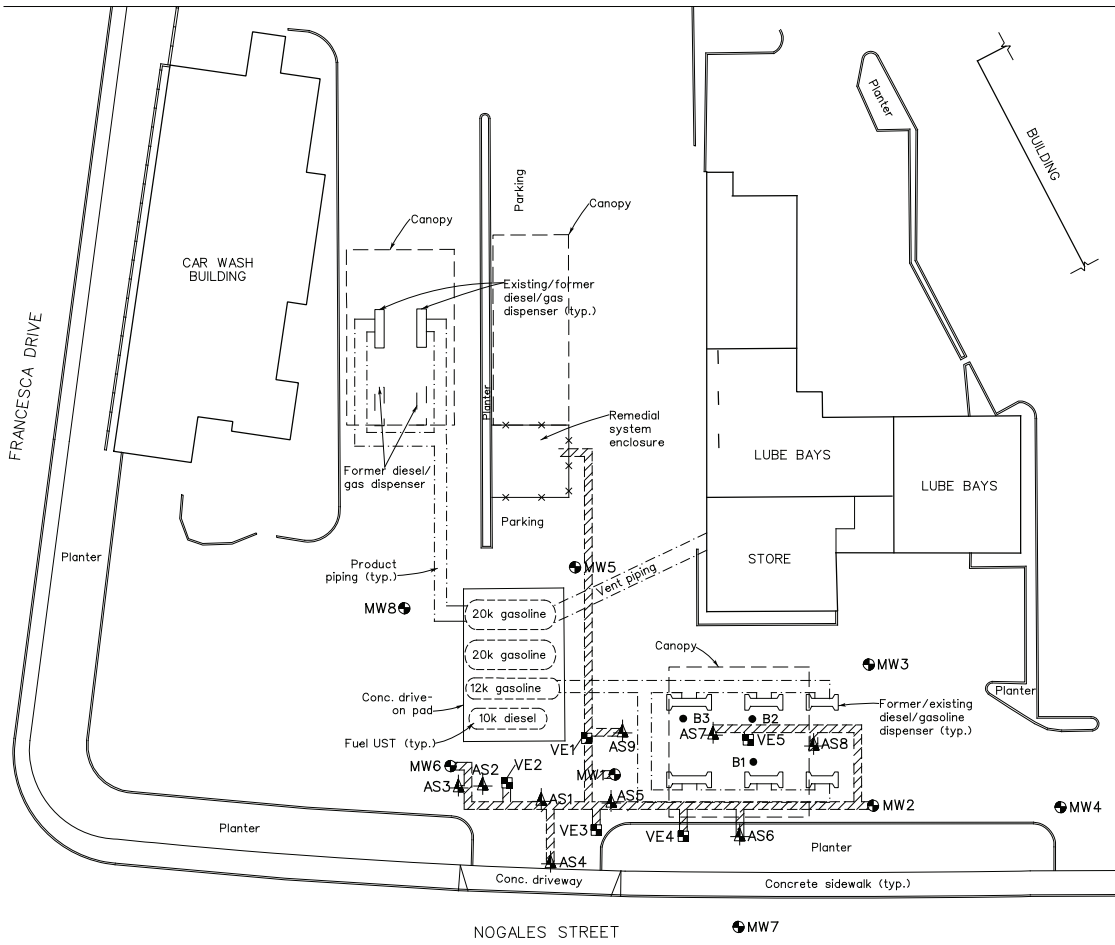 Planter
BUILDING
Parking
Canopy
Canopy
CAR WASH
BUILDING
Existing/former
diesel/gas
dispenser (typ.)
FRANCESCA DRIVE
Planter
Remedial
system
enclosure
LUBE BAYS
LUBE BAYS
Former diesel/
gas dispenser
Parking
Planter
Product
piping (typ.)
MW5
Vent piping
STORE
MW8
20k gasoline
20k gasoline
12k gasoline
10k diesel
Conc. drive-
on pad
Fuel UST (typ.)
Canopy
MW3
Planter
Former/existing
diesel/gasoline
dispenser (typ.)
B3
B2
AS7
VE5
AS8
B1
VE1
AS9
MW6
AS2
VE2
AS3
MW1
AS1
AS5
MW2
MW4
VE3
VE4
AS6
Planter
Planter
AS4
Conc. driveway
Concrete sidewalk (typ.)
MW7
NOGALES STREET